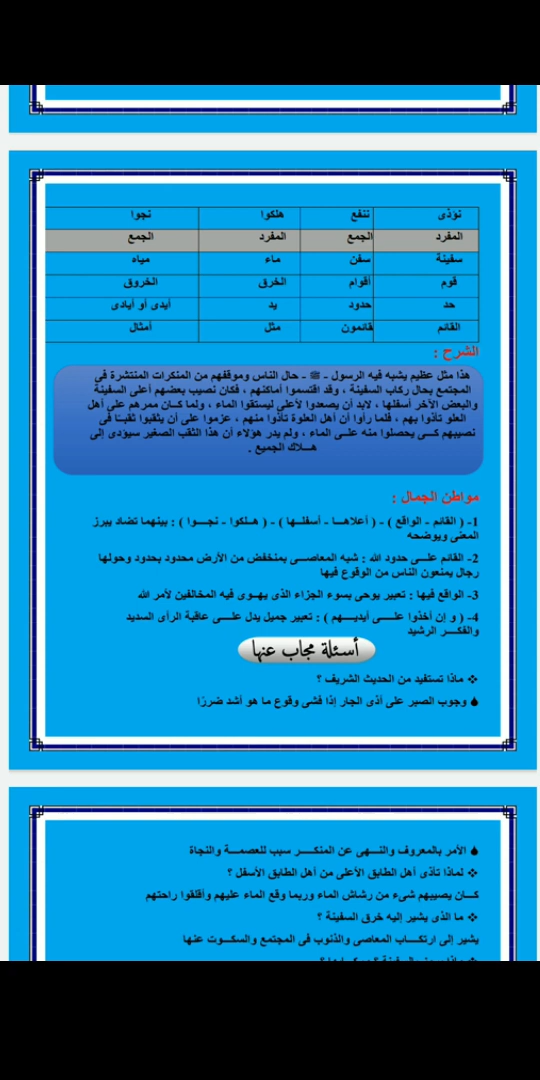 نؤذى ننفع هلكوا نجوا
المفرد الجمع المفرد الجمع
سفينة سفن ماء مياه
قوم أقوام الخرق الخروق
حد حدود يد أيدى أو أيادى
القائم قائمون مثل أمثال
الشرح :
هذا مثل عظيم يشبه فيه الرسول - ﷺ - حال الناس وموقفهم من المنكرات المنتشرة فى
المجتمع بحال ركاب السفينة ، وقد اقتسموا أماكنهم ، فكان نصيب بعضهم أعلى السفينة
والبعض الآخر أسفلها ، لابد أن يصعدوا لأعلى ليستقوا الماء ، ولما كان ممرهم على أهل
العلو تأذوا بهم ، فلما رأوا أن أهل العلوة تأذوا منهم ، عزموا على أن يثقبوا ثقبًا فى
نصيبهم كى يحصلوا منه على الماء ، ولم يدر هؤلاء أن هذا الثقب الصغير سيؤدى إلى
هلاك الجميع .
مواطن الجمال :
1- ( القائم - الواقع ) - ( أعلاها - أسفلها ) - ( هلكوا - نجوا ) : بينهما تضاد يبرز
المعنى ويوضحه
2- القائم على حدود الله : شبه المعاصى بمنخفض من الأرض محدود بحدود وحولها
رجال يمنعون الناس من الوقوع فيها
3- الواقع فيها : تعبير يوحى بسوء الجزاء الذى يهوى فيه المخالفين لأمر الله
4- ( و إن أخذوا على أيديهم ) : تعبير جميل يدل على عاقبة الرأى السديد
والفكر الرشيد
أسئلة مجاب عنها
❖ ماذا تستفيد من الحديث الشريف ؟
وجوب الصبر على أذى الجار إذا خشى وقوع ما هو أشد ضررًا
الأمر بالمعروف والنهى عن المنكر سبب للعصمة والنجاة
❖ لماذا تأذى أهل الطابق الأعلى من أهل الطابق الأسفل ؟
كان يصيبهم شىء من رشاش الماء وربما وقع الماء عليهم وأقلقوا راحتهم
❖ ما الذى يشير إليه خرق السفينة ؟
يشير إلى ارتكاب المعاصى والذنوب فى المجتمع والسكوت عنها